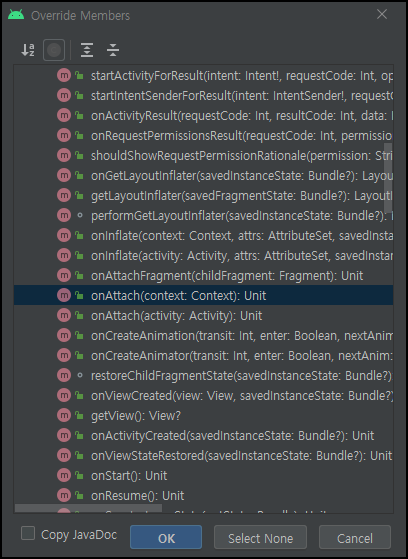 Override Members
startActivityForResult(intent: Intent!, requestCode: Int, op
startIntentSenderForResult(intent: IntentSender!, requestC
onActivityResult(requestCode: Int, resultCode: Int, data: I
onRequestPermissionsResult(requestCode: Int, permission
shouldShowRequestPermissionRationale(permission: Stri
onGetLayoutInflater(savedInstanceState: Bundle?): Layou
getLayoutInflater(savedFragmentState: Bundle?): Layout
performGetLayoutInflater(savedInstanceState: Bundle?):
onInflate(context: Context, attrs: AttributeSet, savedInsta
onInflate(activity: Activity, attrs: AttributeSet, savedInstan
onAttachFragment(childFragment: Fragment): Unit
onAttach(context: Context): Unit
onAttach(activity: Activity): Unit
onCreateAnimation(transit: Int, enter: Boolean, nextAnim:
onCreateAnimator(transit: Int, enter: Boolean, nextAnim:
restoreChildFragmentState(savedInstanceState: Bundle?)
onViewCreated(view: View, savedInstanceState: Bundle?)
getView(): View?
onActivityCreated(savedInstanceState: Bundle?): Unit
onViewStateRestored(savedInstanceState: Bundle?): Unit
onStart(): Unit
onResume(): Unit
Copy JavaDoc
OK
Select None
Cancel